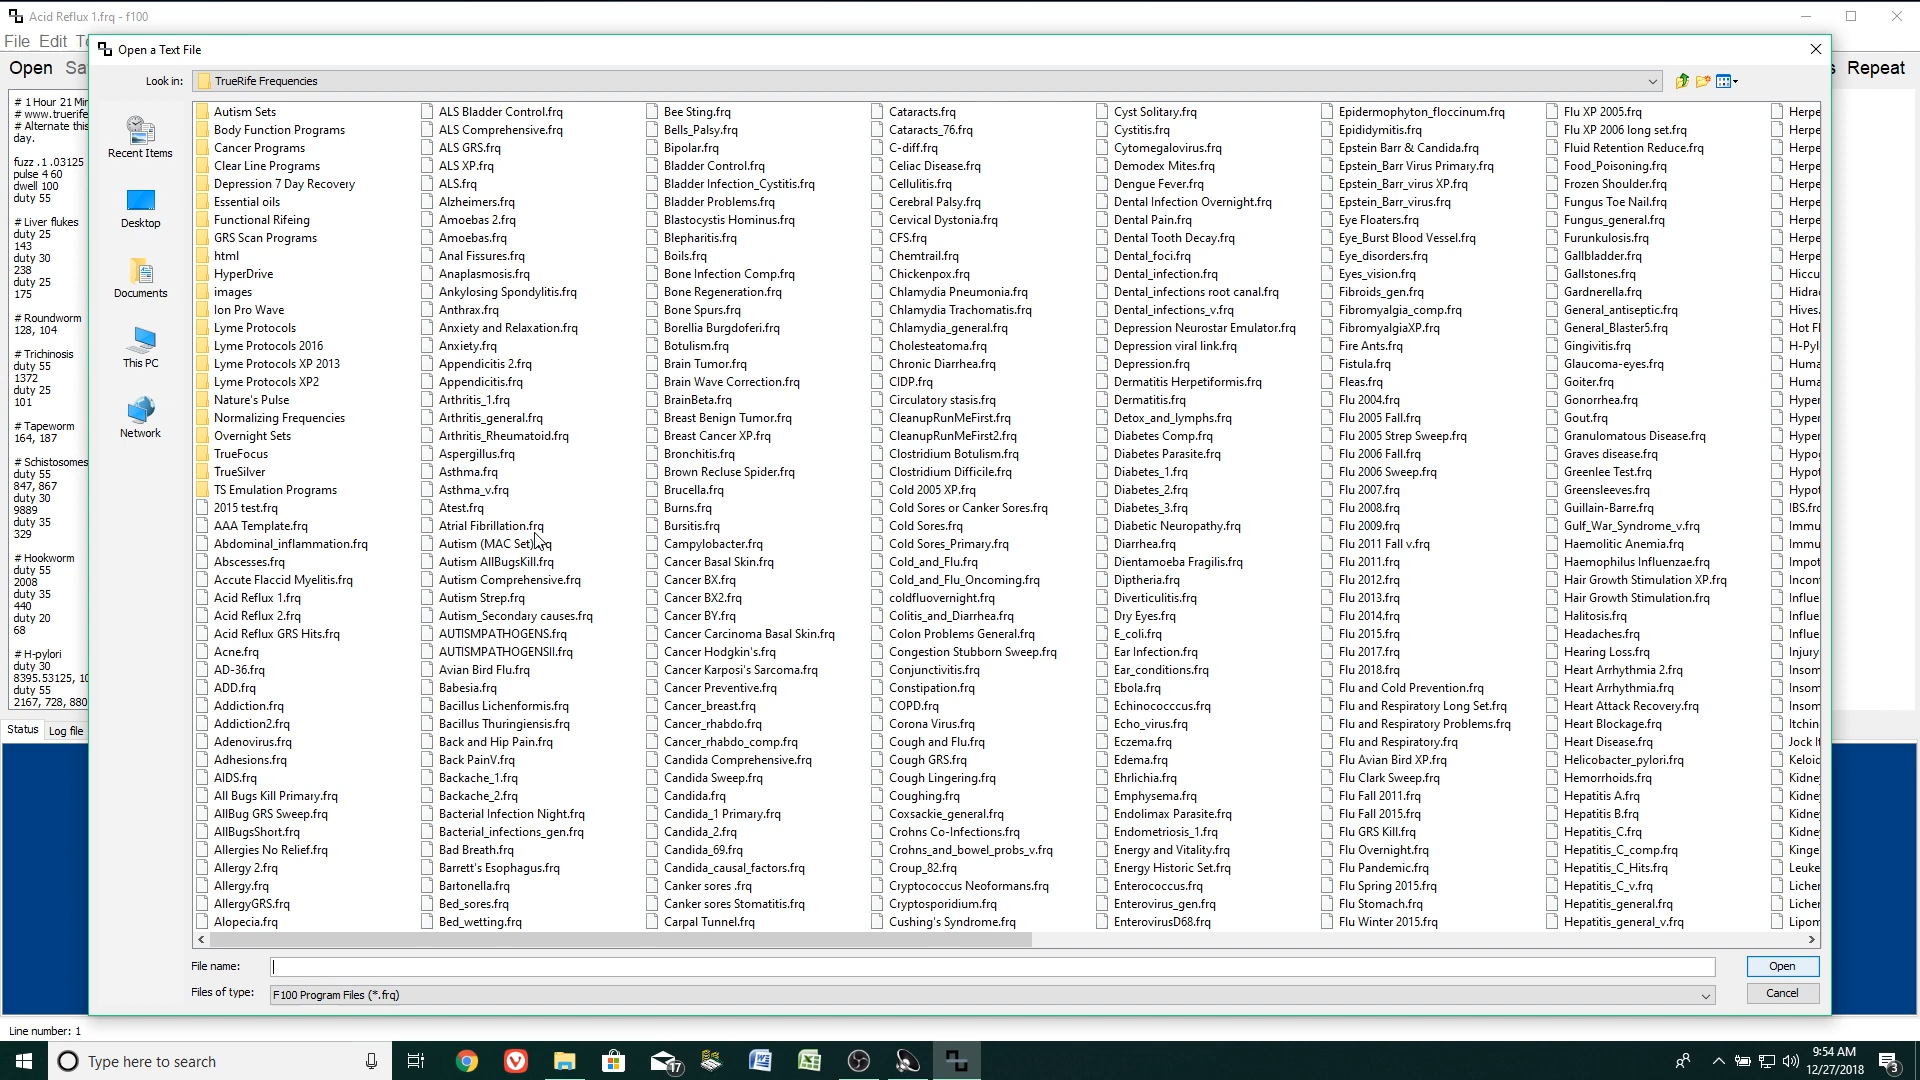 Acid Reflux 1.frq - f100
File Edit
Open
Repeat
# 1 Hour 21
# www.truerife
# Alternate this
day.
fuzz .1 .03125
pulse 4 60
dwell 100
duty 55
# Liver flukes
duty 25
143
duty 30
238
duty 25
175
# Roundworm
128, 104
# Trichinosis
duty 55
1372
duty 25
101
# Tapeworm
164, 187
# Schistosomes
duty 55
847, 867
duty 30
9889
duty 35
329
# Hookworm
duty 55
2008
duty 35
440
duty 20
68
# H-pylori
duty 30
8395.53125,
duty 55
2167, 728, 880
Status Log file
Line number: 1
Open a Text File
Look in: TrueRife Frequencies
Recent Items
Desktop
Documents
This PC
Network
Autism Sets
Body Function Programs
Cancer Programs
Clear Line Programs
Depression 7 Day Recovery
Essential oils
Functional Rifeing
GRS Scan Programs
html
HyperDrive
images
Ion Pro Wave
Lyme Protocols
Lyme Protocols 2016
Lyme Protocols XP 2013
Lyme Protocols XP2
Nature's Pulse
Normalizing Frequencies
Overnight Sets
TrueFocus
TrueSilver
TS Emulation Programs
2015 test.frq
AAA Template.frq
Abdominal_inflammation.frq
Abscesses.frq
Accute Flaccid Myelitis.frq
Acid Reflux 1.frq
Acid Reflux 2.frq
Acid Reflux GRS Hits.frq
Acne.frq
AD-36.frq
ADD.frq
Addiction.frq
Addiction2.frq
Adenovirus.frq
Adhesions.frq
AIDS.frq
All Bugs Kill Primary.frq
AllBug GRS Sweep.frq
AllBugsShort.frq
Allergies No Relief.frq
Allergy 2.frq
Allergy.frq
AllergyGRS.frq
Alopecia.frq
ALS Bladder Control.frq
ALS Comprehensive.frq
ALS GRS.frq
ALS XP.frq
ALS.frq
Alzheimers.frq
Amoebas 2.frq
Amoebas.frq
Anal Fissures.frq
Anaplasmosis.frq
Ankylosing Spondylitis.frq
Anthrax.frq
Anxiety and Relaxation.frq
Anxiety.frq
Appendicitis 2.frq
Appendicitis.frq
Arthritis_1.frq
Arthritis_general.frq
Arthritis_Rheumatoid.frq
Aspergillus.frq
Asthma.frq
Asthma_v.frq
Atest.frq
Atrial Fibrillation.frq
Autism (MAC Set).frq
Autism AllBugsKill.frq
Autism Comprehensive.frq
Autism Strep.frq
Autism_Secondary causes.frq
AUTISMPATHOGENS.frq
AUTISMPATHOGENSII.frq
Avian Bird Flu.frq
Babesia.frq
Bacillus Lichenformis.frq
Bacillus Thuringiensis.frq
Back and Hip Pain.frq
Back PainV.frq
Backache_1.frq
Backache_2.frq
Bacterial Infection Night.frq
Bacterial_infections_gen.frq
Bad Breath.frq
Barrett's Esophagus.frq
Bartonella.frq
Bed_sores.frq
Bed_wetting.frq
Bee Sting.frq
Bells_Palsy.frq
Bipolar.frq
Bladder Control.frq
Bladder Infection_Cystitis.frq
Bladder Problems.frq
Blastocystis Hominus.frq
Blepharitis.frq
Boils.frq
Bone Infection Comp.frq
Bone Regeneration.frq
Bone Spurs.frq
Borellia Burgdoferi.frq
Botulism.frq
Brain Tumor.frq
Brain Wave Correction.frq
BrainBeta.frq
Breast Benign Tumor.frq
Breast Cancer XP.frq
Bronchitis.frq
Brown Recluse Spider.frq
Brucella.frq
Burns.frq
Bursitis.frq
Campylobacter.frq
Cancer Basal Skin.frq
Cancer BX.frq
Cancer BX2.frq
Cancer BY.frq
Cancer Carcinoma Basal Skin.frq
Cancer Hodgkin's.frq
Cancer Karposi's Sarcoma.frq
Cancer Preventive.frq
Cancer_breast.frq
Cancer_rhabdo.frq
Cancer_rhabdo_comp.frq
Candida Comprehensive.frq
Candida Sweep.frq
Candida.frq
Candida_1 Primary.frq
Candida_2.frq
Candida_69.frq
Candida_causal_factors.frq
Canker sores .frq
Canker sores Stomatitis.frq
Carpal Tunnel.frq
Cataracts.frq
Cataracts_76.frq
C-diff.frq
Celiac Disease.frq
Cellulitis.frq
Cerebral Palsy.frq
Cervical Dystonia.frq
CFS.frq
Chemtrail.frq
Chickenpox.frq
Chlamydia Pneumonia.frq
Chlamydia Trachomatis.frq
Chlamydia_general.frq
Cholesteatoma.frq
Chronic Diarrhea.frq
CIDP.frq
Circulatory stasis.frq
CleanupRunMeFirst.frq
CleanupRunMeFirst2.frq
Clostridium Botulism.frq
Clostridium Difficile.frq
Cold 2005 XP.frq
Cold Sores or Canker Sores.frq
Cold Sores.frq
Cold Sores_Primary.frq
Cold_and_Flu.frq
Cold_and_Flu_Oncoming.frq
coldfluovernight.frq
Colitis_and_Diarrhea.frq
Colon Problems General.frq
Congestion Stubborn Sweep.frq
Conjunctivitis.frq
Constipation.frq
COPD.frq
Corona Virus.frq
Cough and Flu.frq
Cough GRS.frq
Cough Lingering.frq
Coughing.frq
Coxsackie_general.frq
Crohns Co-Infections.frq
Crohns_and_bowel_probs_v.frq
Croup_82.frq
Cryptococcus Neoformans.frq
Cryptosporidium.frq
Cushing's Syndrome.frq
Cyst Solitary.frq
Cystitis.frq
Cytomegalovirus.frq
Demodex Mites.frq
Dengue Fever.frq
Dental Infection Overnight.frq
Dental Pain.frq
Dental Tooth Decay.frq
Dental_foci.frq
Dental_infection.frq
Dental_infections root canal.frq
Dental_infections_v.frq
Depression Neurostar Emulator.frq
Depression viral link.frq
Depression.frq
Dermatitis Herpetiformis.frq
Dermatitis.frq
Detox_and_lymphs.frq
Diabetes Comp.frq
Diabetes Parasite.frq
Diabetes_1.frq
Diabetes_2.frq
Diabetes_3.frq
Diabetic Neuropathy.frq
Diarrhea.frq
Dientamoeba Fragilis.frq
Diptheria.frq
Diverticulitis.frq
Dry Eyes.frq
E_coli.frq
Ear Infection.frq
Ear_conditions.frq
Ebola.frq
Echinococccus.frq
Echo_virus.frq
Eczema.frq
Edema.frq
Ehrlichia.frq
Emphysema.frq
Endolimax Parasite.frq
Endometriosis_1.frq
Energy and Vitality.frq
Energy Historic Set.frq
Enterococcus.frq
Enterovirus_gen.frq
EnterovirusD68.frq
Epidermophyton_floccinum.frq
Epididymitis.frq
Epstein Barr & Candida.frq
Epstein_Barr Virus Primary.frq
Epstein_Barr_virus XP.frq
Epstein_Barr_virus.frq
Eye Floaters.frq
Eye_Burst Blood Vessel.frq
Eye_disorders.frq
Eyes_vision.frq
Fibroids_gen.frq
Fibromyalgia_comp.frq
FibromyalgiaXP.frq
Fire Ants.frq
Fistula.frq
Fleas.frq
Flu 2004.frq
Flu 2005 Fall.frq
Flu 2005 Strep Sweep.frq
Flu 2006 Fall.frq
Flu 2006 Sweep.frq
Flu 2007.frq
Flu 2008.frq
Flu 2009.frq
Flu 2011 Fall v.frq
Flu 2011.frq
Flu 2012.frq
Flu 2013.frq
Flu 2014.frq
Flu 2015.frq
Flu 2017.frq
Flu 2018.frq
Flu and Cold Prevention.frq
Flu and Respiratory Long Set.frq
Flu and Respiratory Problems.frq
Flu and Respiratory.frq
Flu Avian Bird XP.frq
Flu Clark Sweep.frq
Flu Fall 2011.frq
Flu Fall 2015.frq
Flu GRS Kill.frq
Flu Overnight.frq
Flu Pandemic.frq
Flu Spring 2015.frq
Flu Stomach.frq
Flu Winter 2015.frq
Flu XP 2005.frq
Flu XP 2006 long set.frq
Fluid Retention Reduce.frq
Food_Poisoning.frq
Frozen Shoulder.frq
Fungus Toe Nail.frq
Fungus_general.frq
Furunkulosis.frq
Gallbladder.frq
Gallstones.frq
Gardnerella.frq
General_antiseptic.frq
General_Blaster5.frq
Gingivitis.frq
Glaucoma-eyes.frq
Goiter.frq
Gonorrhea.frq
Gout.frq
Granulomatous Disease.frq
Graves disease.frq
Greenlee Test.frq
Greensleeves.frq
Guillain-Barre.frq
Gulf_War_Syndrome_v.frq
Haemolitic Anemia.frq
Haemophilus Influenzae.frq
Hair Growth Stimulation XP.frq
Hair Growth Stimulation.frq
Halitosis.frq
Headaches.frq
Hearing Loss.frq
Heart Arrhythmia 2.frq
Heart Arrhythmia.frq
Heart Attack Recovery.frq
Heart Blockage.frq
Heart Disease.frq
Helicobacter_pylori.frq
Hemorrhoids.frq
Hepatitis A.frq
Hepatitis B.frq
Hepatitis_C.frq
Hepatitis_C_comp.frq
Hepatitis_C_Hits.frq
Hepatitis_C_v.frq
Hepatitis_general.frq
Hepatitis_general_v.frq
File name:
Open
Files of type: F100 Program Files (*.frq)
Cancel
Type here to search
17
9:54 AM
12/27/2018
3